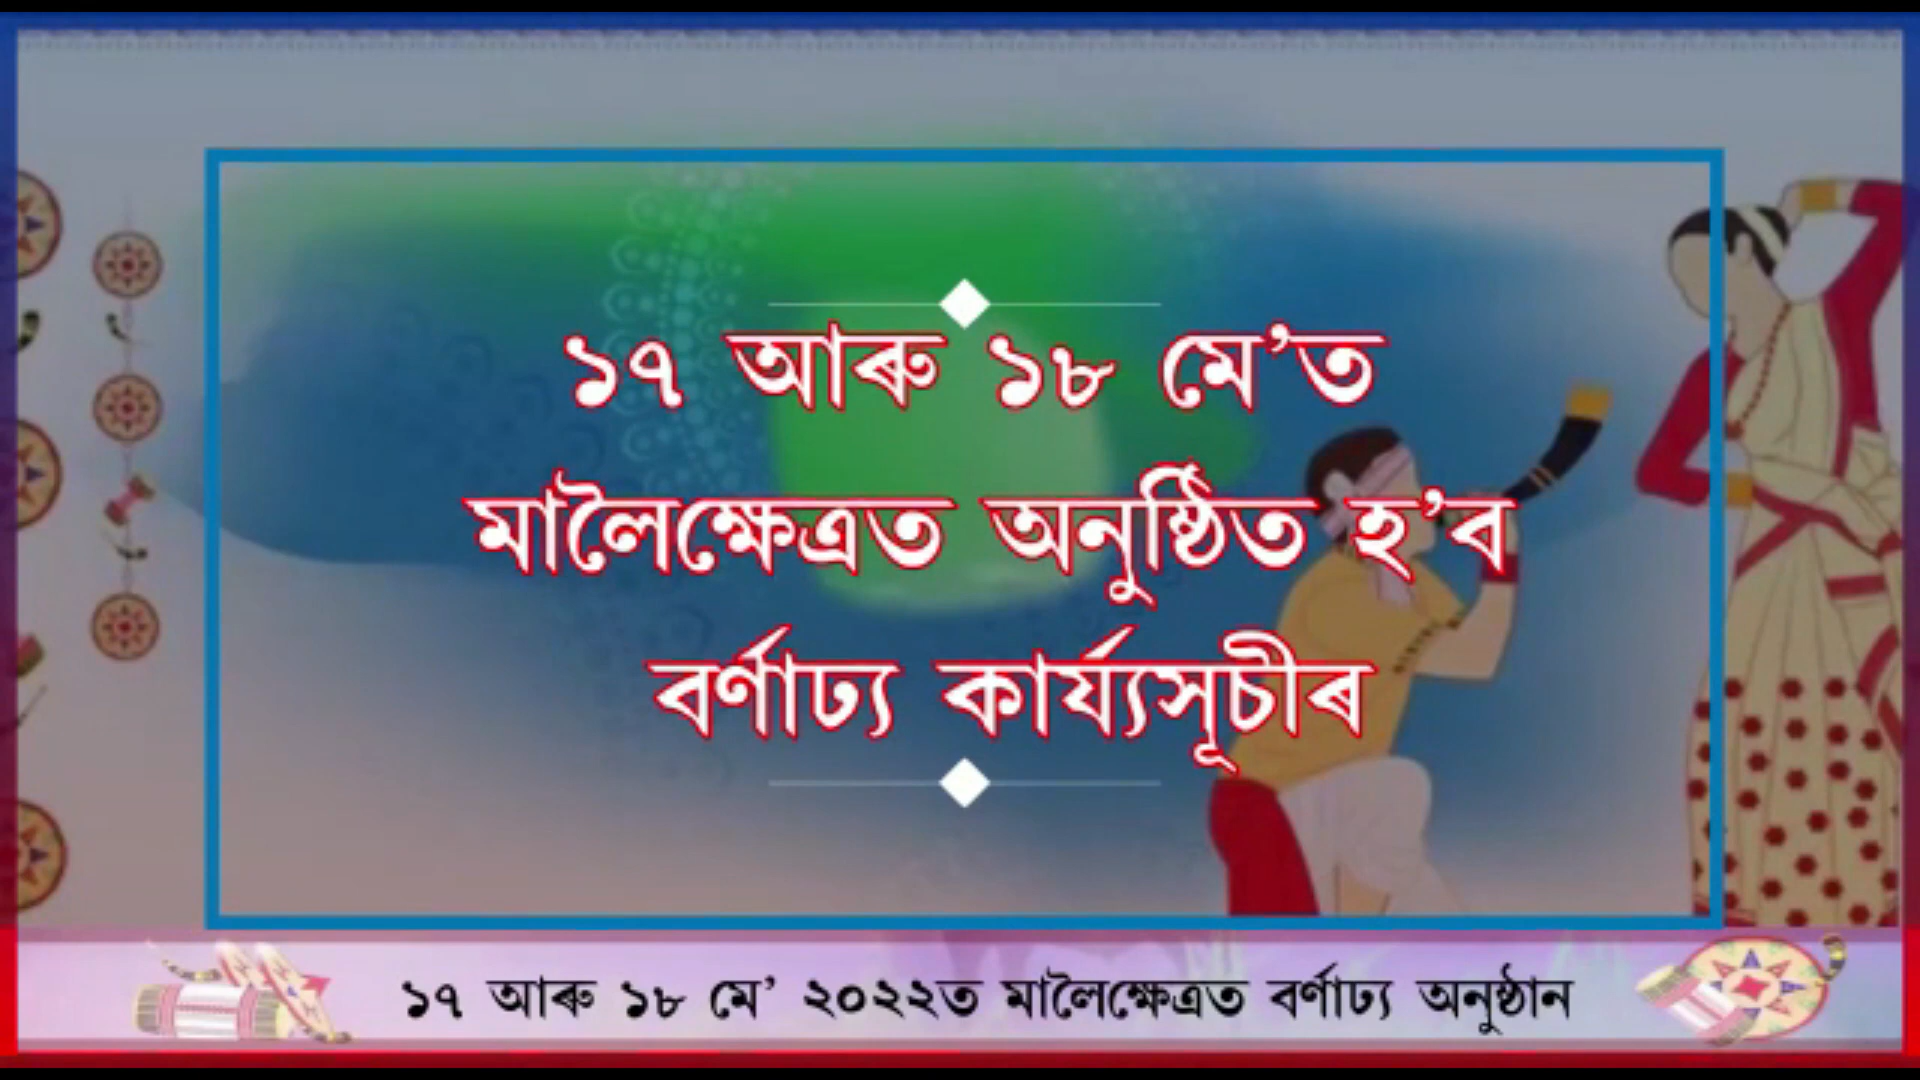 ১৭ আৰু ১৮ মে’ত
মালৈক্ষেত্ৰত অনুষ্ঠিত হ’ব
বৰ্ণাঢ্য কাৰ্য্যসূচীৰ
১৭ আৰু ১৮ মে’ ২০২২ত মালৈক্ষেত্ৰত বৰ্ণাঢ্য অনুষ্ঠান